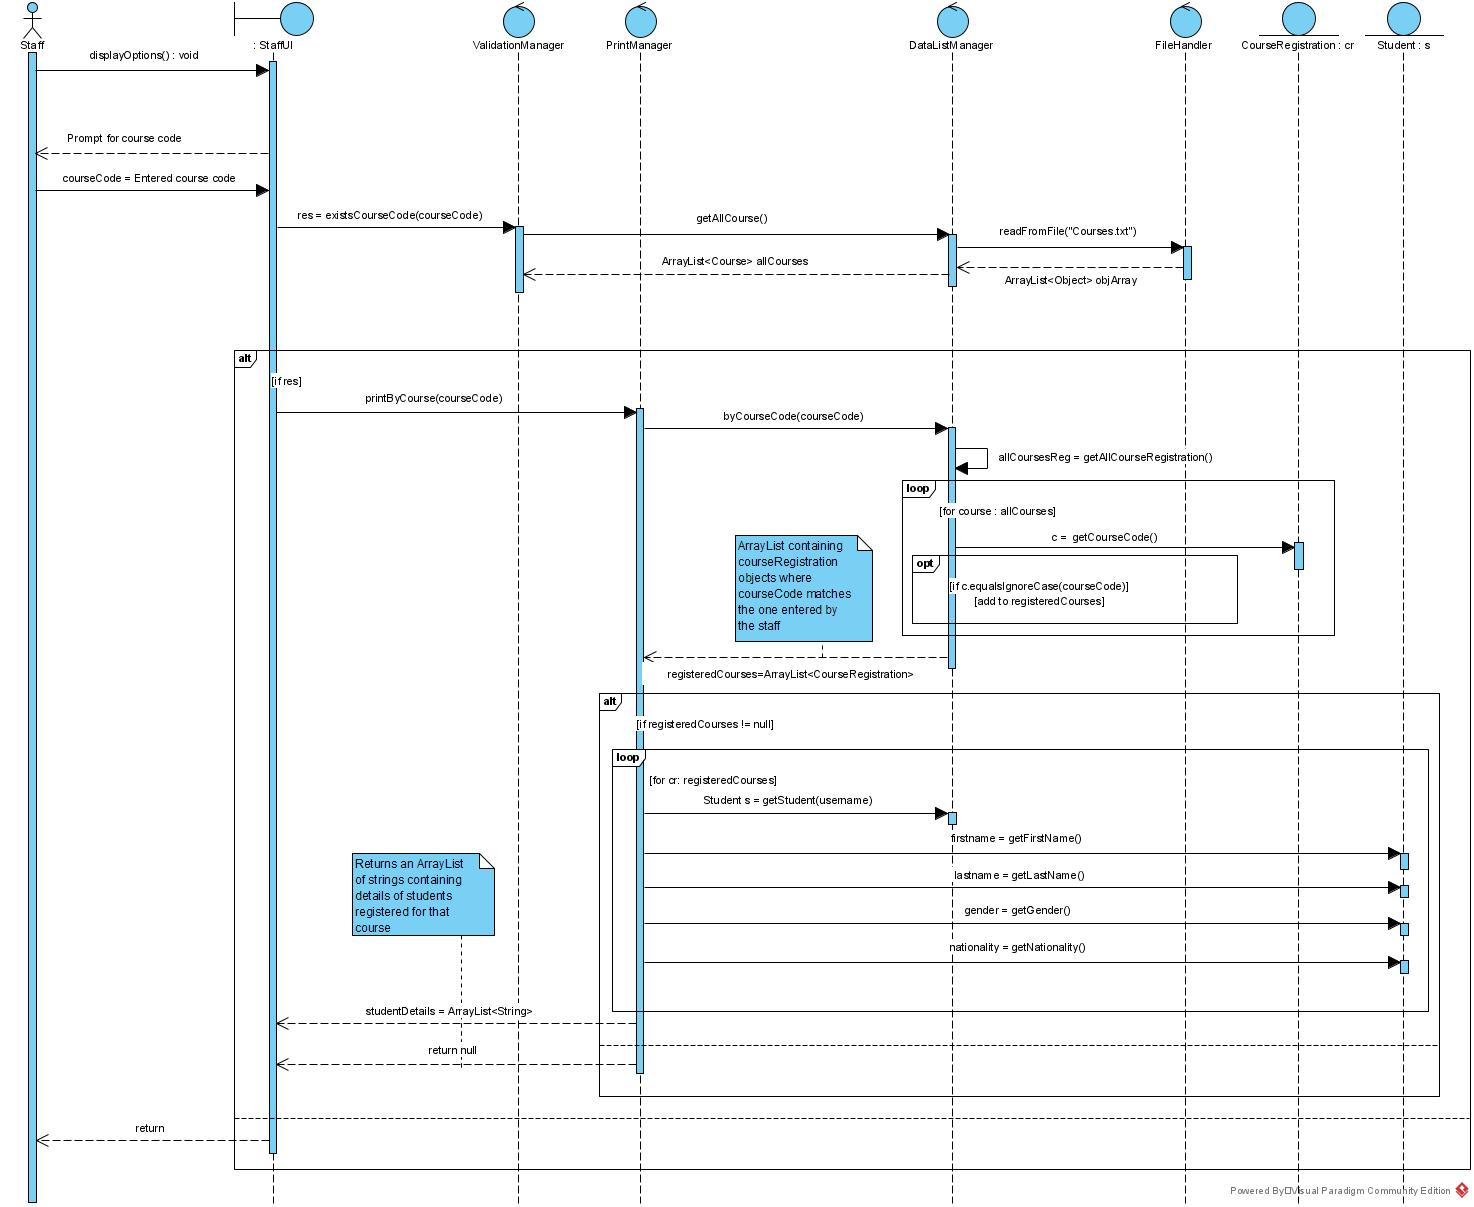 Staff
: StaffUI
ValidationManager
PrintManager
DataListManager
FileHandler
CourseRegistration : cr
Student : s
displayOptions() : void
Prompt for course code
courseCode = Entered course code
res = existsCourseCode(courseCode)
getAllCourse()
readFromFile("Courses.txt")
ArrayList<Course> allCourses
ArrayList<Object> objArray
alt
[if res]
printByCourse(courseCode)
byCourseCode(courseCode)
allCoursesReg = getAllCourseRegistration()
loop
[for course : allCourses]
c = getCourseCode()
opt
[if c.equalsIgnoreCase(courseCode)]
[add to registeredCourses]
ArrayList containing
courseRegistration
objects where
courseCode matches
the one entered by
the staff
registeredCourses=ArrayList<CourseRegistration>
alt
[if registeredCourses != null]
loop
[for cr: registeredCourses]
Student s = getStudent(username)
firstname = getFirstName()
lastname = getLastName()
gender = getGender()
nationality = getNationality()
Returns an ArrayList
of strings containing
details of students
registered for that
course
studentDetails = ArrayList<String>
return null
return
Powered By□Visual Paradigm Community Edition